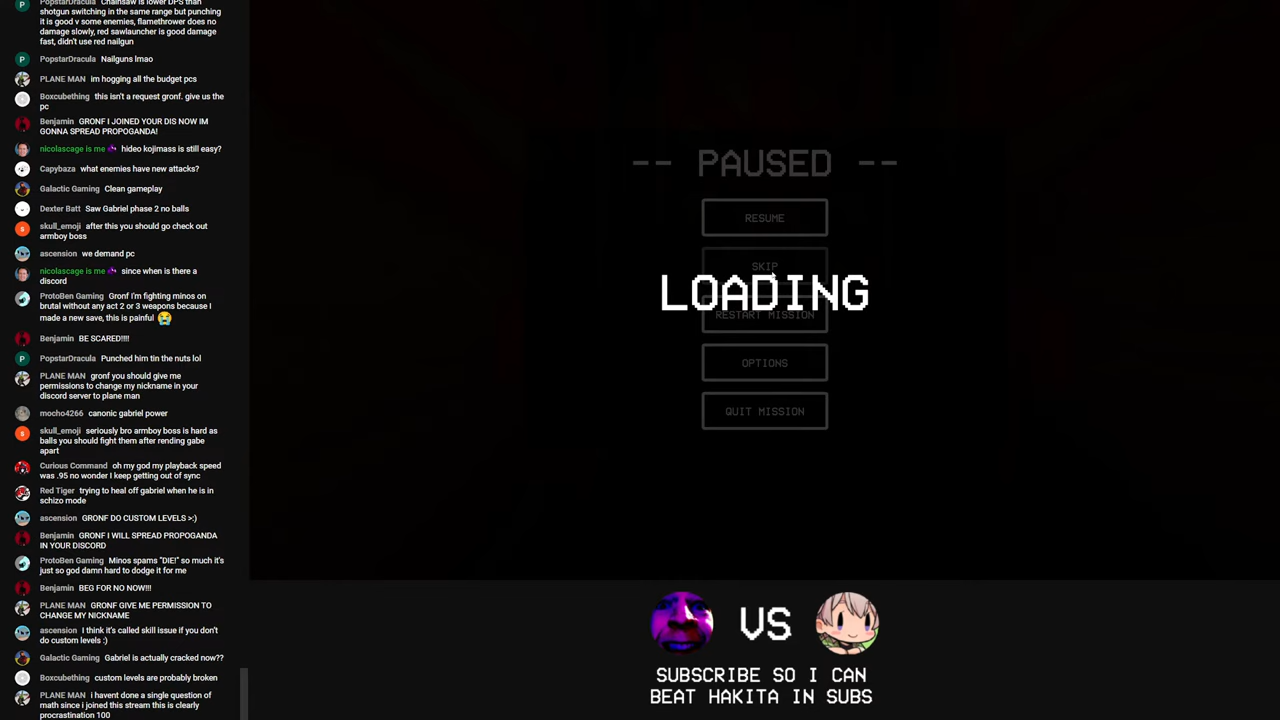 PopstarDracula Chainsaw is lower DPS than
shotgun switching in the same range but punching
it is good v some enemies, flamethrower does no
damage slowly, red sawlauncher is good damage
fast, didn't use red nailgun
P
PopstarDracula Nailguns lmao
PLANE MAN im hogging all the budget pcs
Boxcubething this isn't a request gronf. give us the
pc
Benjamin GRONF I JOINED YOUR DIS NOW IM
GONNA SPREAD PROPOGANDA!
nicolascage is me hideo kojimass is still easy?
Capybaza what enemies have new attacks?
Galactic Gaming Clean gameplay
Dexter Batt Saw Gabriel phase 2 no balls
S
skull_emoji after this you should go check out
armboy boss
ascension we demand pc
nicolascage is me since when is there a
discord
ProtoBen Gaming Gronf I'm fighting minos on
brutal without any act 2 or 3 weapons because I
made a new save, this is painful 😭
Benjamin BE SCARED!!!!
P
PopstarDracula Punched him tin the nuts lol
PLANE MAN gronf you should give me
permissions to change my nickname in your
discord server to plane man
mocho4266 canonic gabriel power
S
skull_emoji seriously bro armboy boss is hard as
balls you should fight them after rending gabe
apart
Curious Command oh my god my playback speed
was .95 no wonder I keep getting out of sync
Red Tiger trying to heal off gabriel when he is in
schizo mode
ascension GRONF DO CUSTOM LEVELS >:)
Benjamin GRONF I WILL SPREAD PROPOGANDA
IN YOUR DISCORD
ProtoBen Gaming Minos spams "DIE!" so much it's
just so god damn hard to dodge it for me
Benjamin BEG FOR NO NOW!!!
PLANE MAN GRONF GIVE ME PERMISSION TO
CHANGE MY NICKNAME
ascension I think it's called skill issue if you don't
do custom levels :)
Galactic Gaming Gabriel is actually cracked now??
Boxcubething custom levels are probably broken
PLANE MAN i havent done a single question of
math since i joined this stream this is clearly
procrastination 100
-- PAUSED --
RESUME
SKIP
LOADING
RESTART MISSION
OPTIONS
QUIT MISSION
VS
SUBSCRIBE SO I CAN
BEAT HAKITA IN SUBS